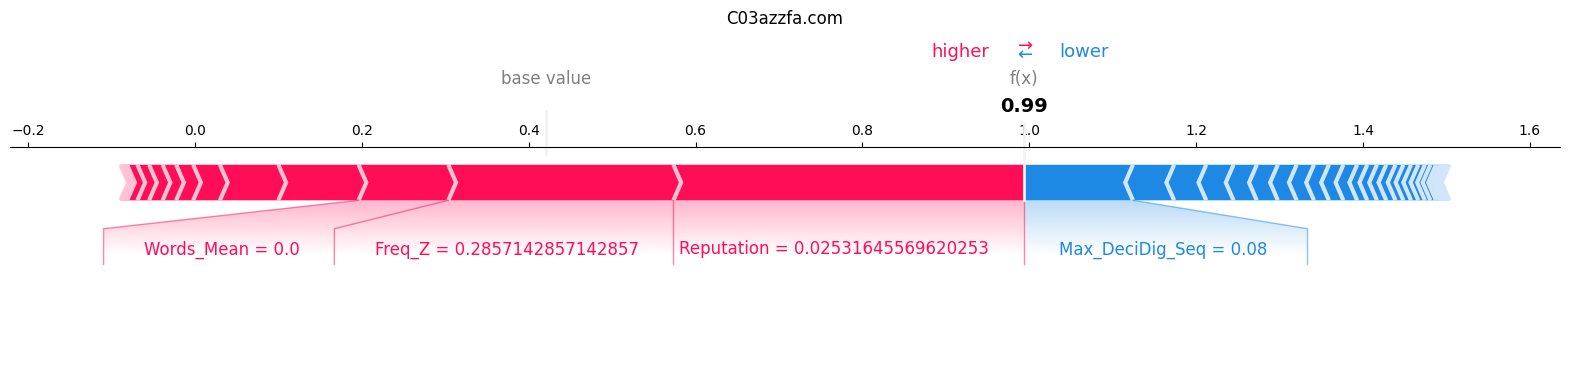 C03azzfa.com
higher ⇄ lower
base value f(x)
0.99
−0.2 0.0 0.2 0.4 0.6 0.8 1.0 1.2 1.4 1.6
Words_Mean = 0.0 Freq_Z = 0.2857142857142857 Reputation = 0.02531645569620253 Max_DeciDig_Seq = 0.08